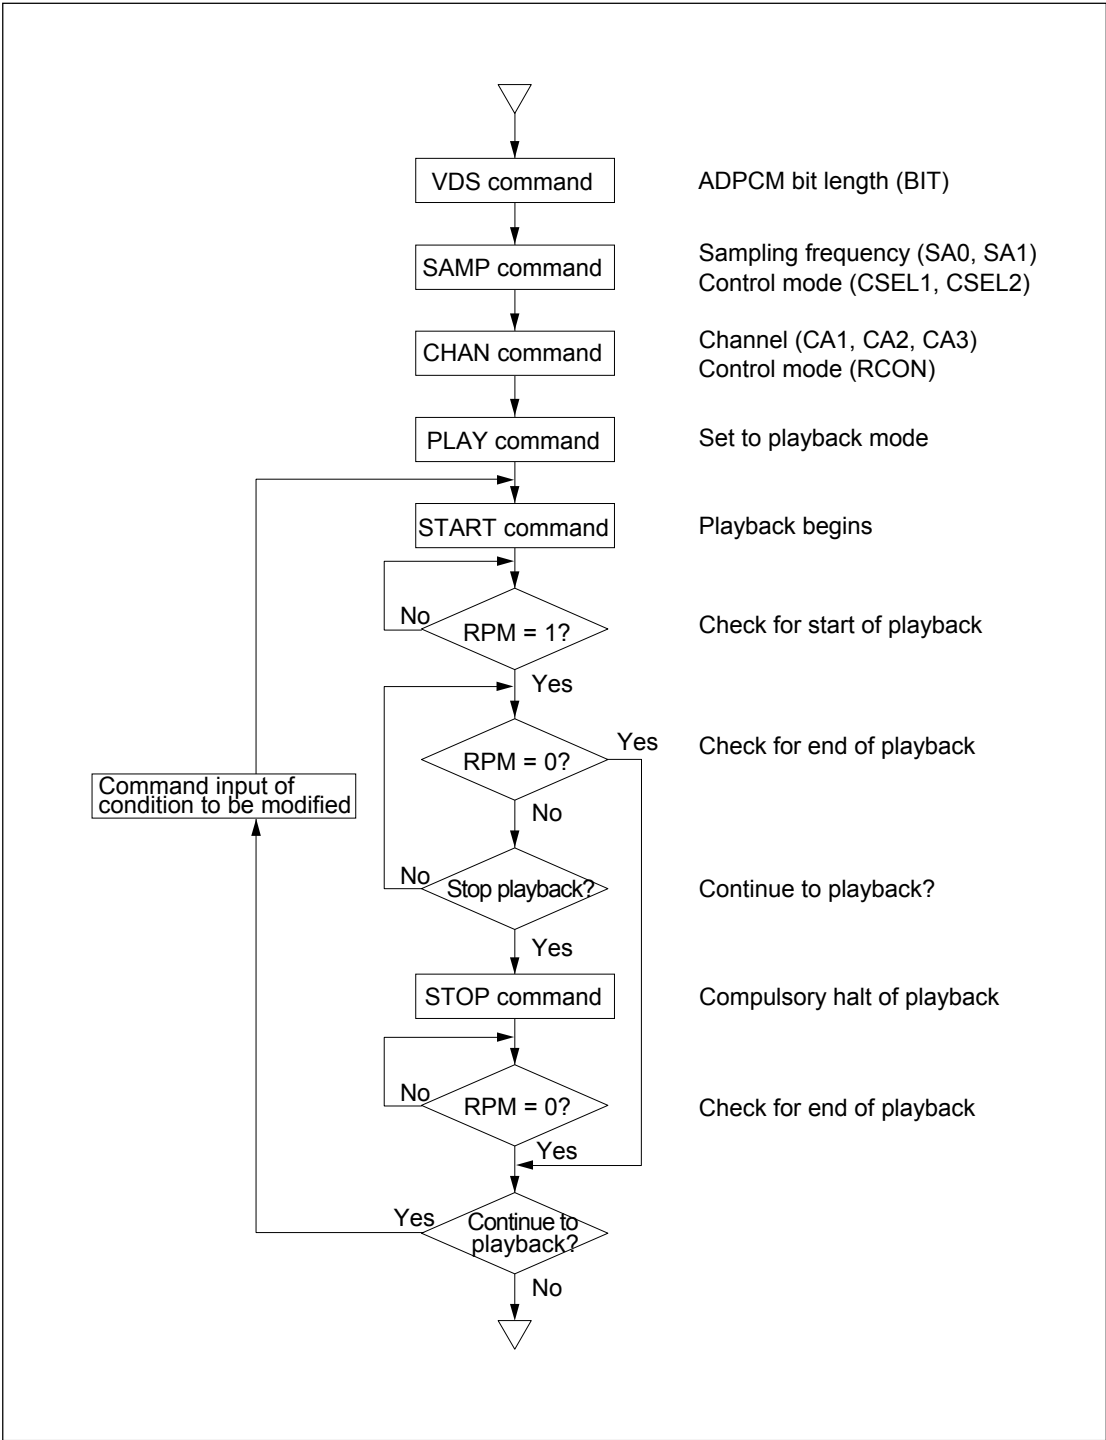 VDS command
ADPCM bit length (BIT)
SAMP command
Sampling frequency (SA0, SA1)
Control mode (CSEL1, CSEL2)
CHAN command
Channel (CA1, CA2, CA3)
Control mode (RCON)
PLAY command
Set to playback mode
START command
Playback begins
No
RPM = 1?
Check for start of playback
Yes
RPM = 0?
Yes
Check for end of playback
Command input of
condition to be modified
No
No
Stop playback?
Continue to playback?
Yes
STOP command
Compulsory halt of playback
No
RPM = 0?
Check for end of playback
Yes
Yes
Continue to
playback?
No